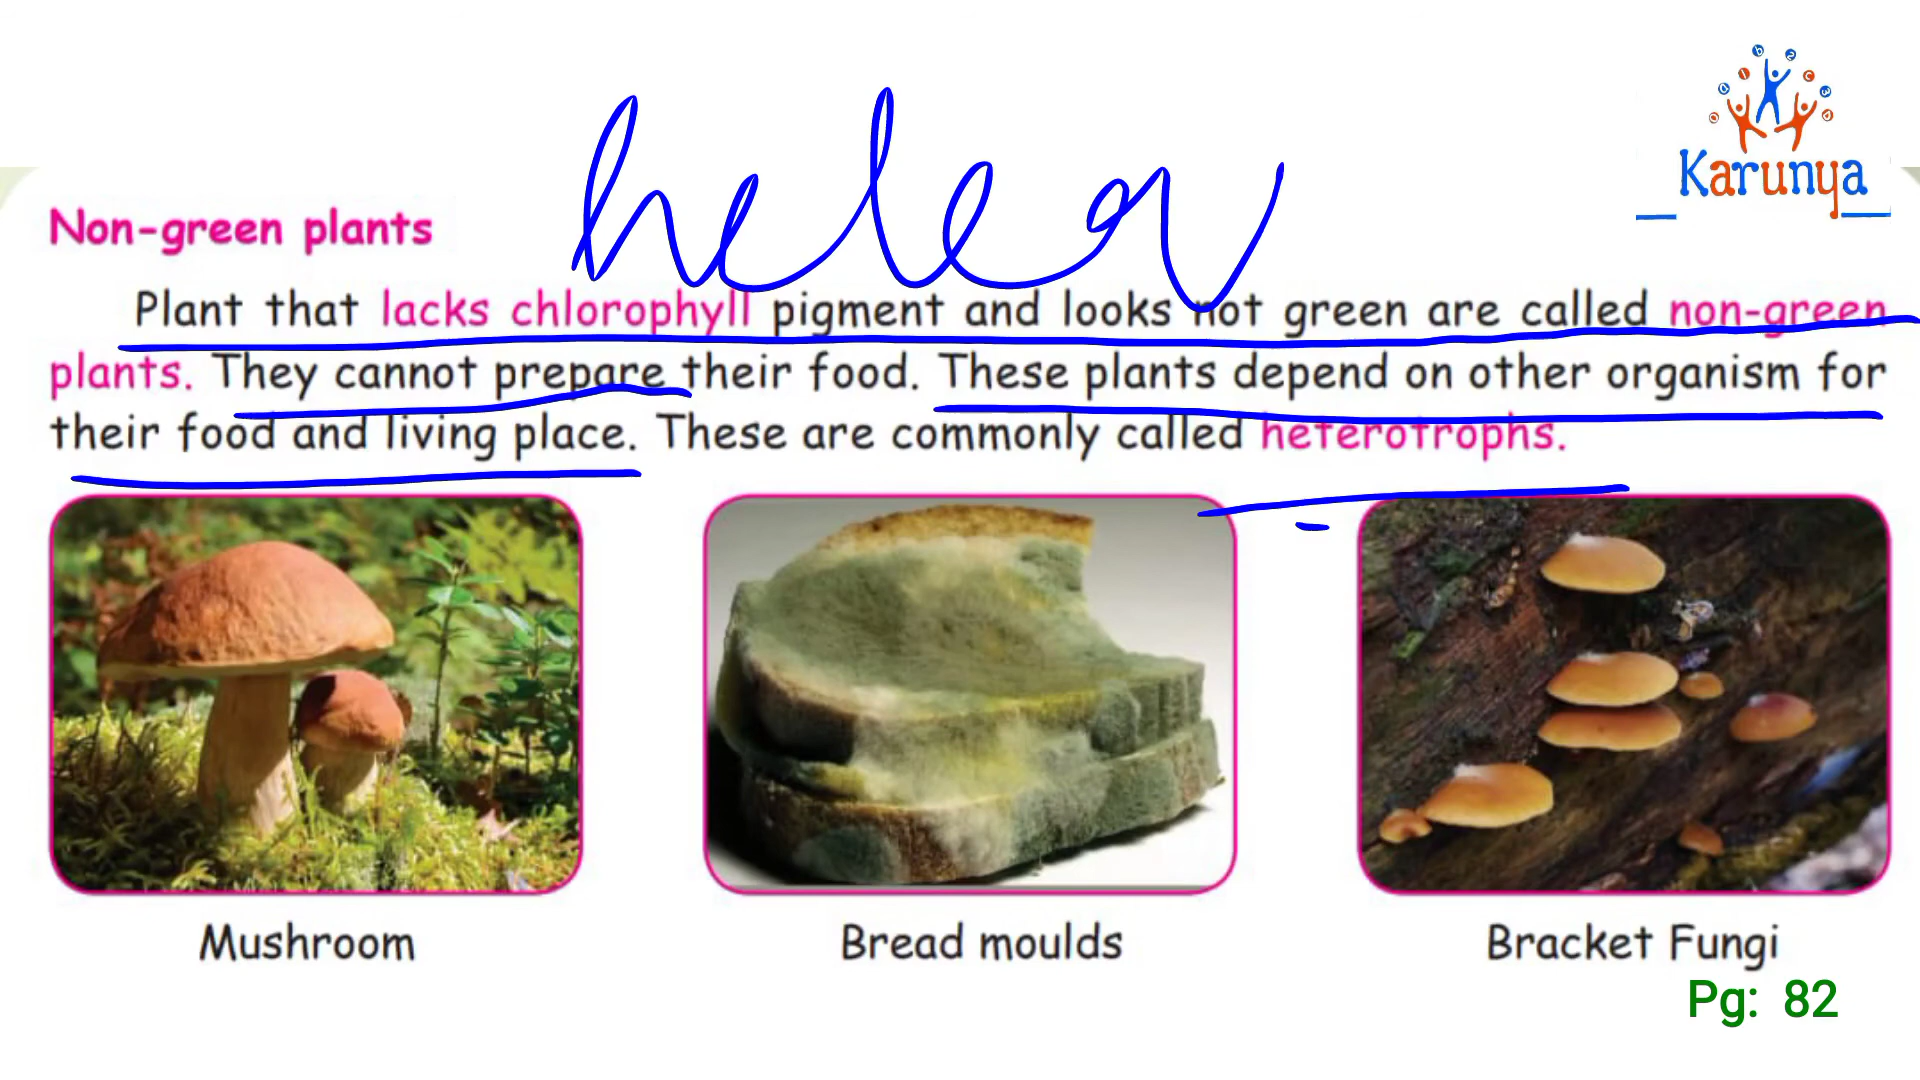 Karunya
Non-green plants
Plant that lacks chlorophyll pigment and looks not green are called non-green
plants. They cannot prepare their food. These plants depend on other organism for
their food and living place. These are commonly called heterotrophs.
Mushroom
Bread moulds
Bracket Fungi
Pg: 82